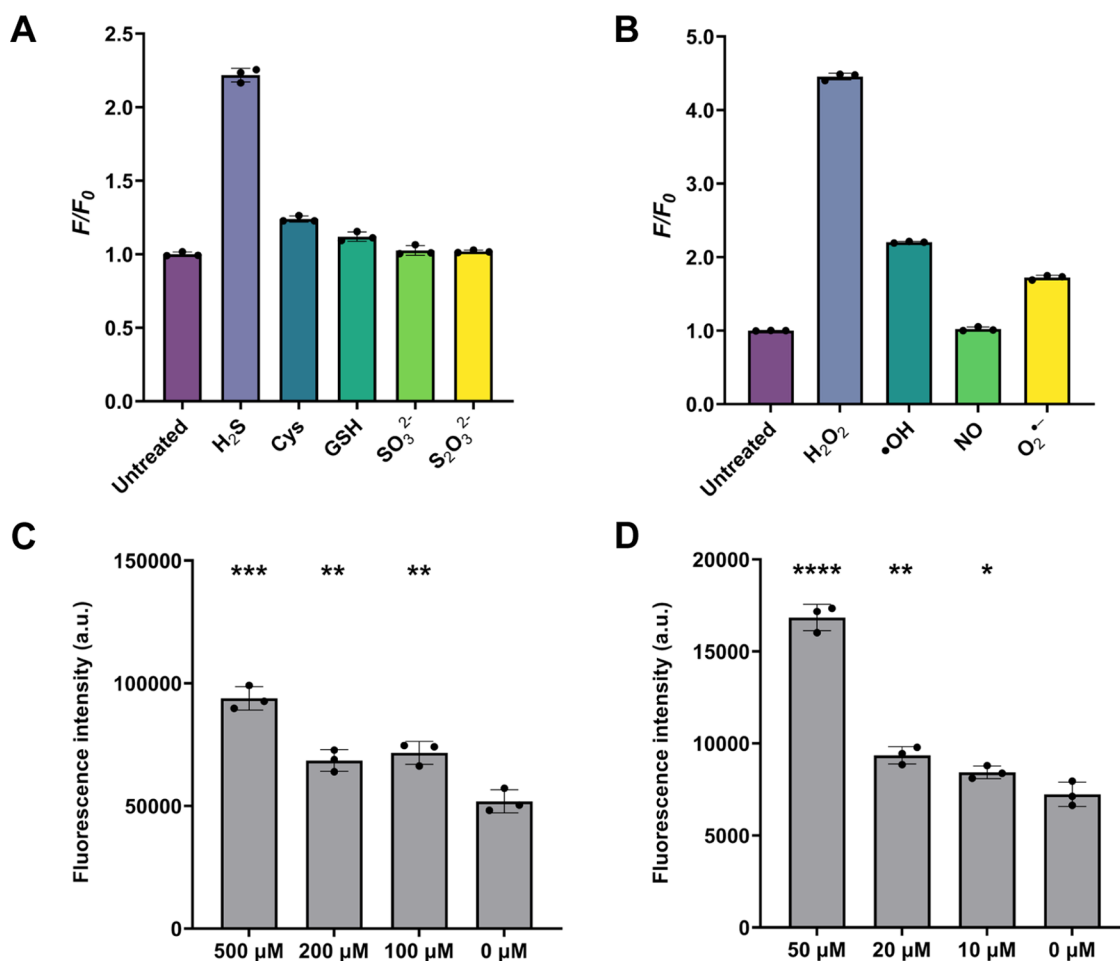 A
F/F₀
2.5
2.0
1.5
1.0
0.5
0.0
Untreated
H₂S
Cys
GSH
SO₃²⁻
S₂O₃²⁻
B
F/F₀
5.0
4.0
3.0
2.0
1.0
0.0
Untreated
H₂O₂
•OH
NO
O₂•⁻
C
Fluorescence intensity (a.u.)
150000
100000
50000
0
*** ** **
500 µM 200 µM 100 µM 0 µM
D
Fluorescence intensity (a.u.)
20000
15000
10000
5000
0
**** ** *
50 µM 20 µM 10 µM 0 µM